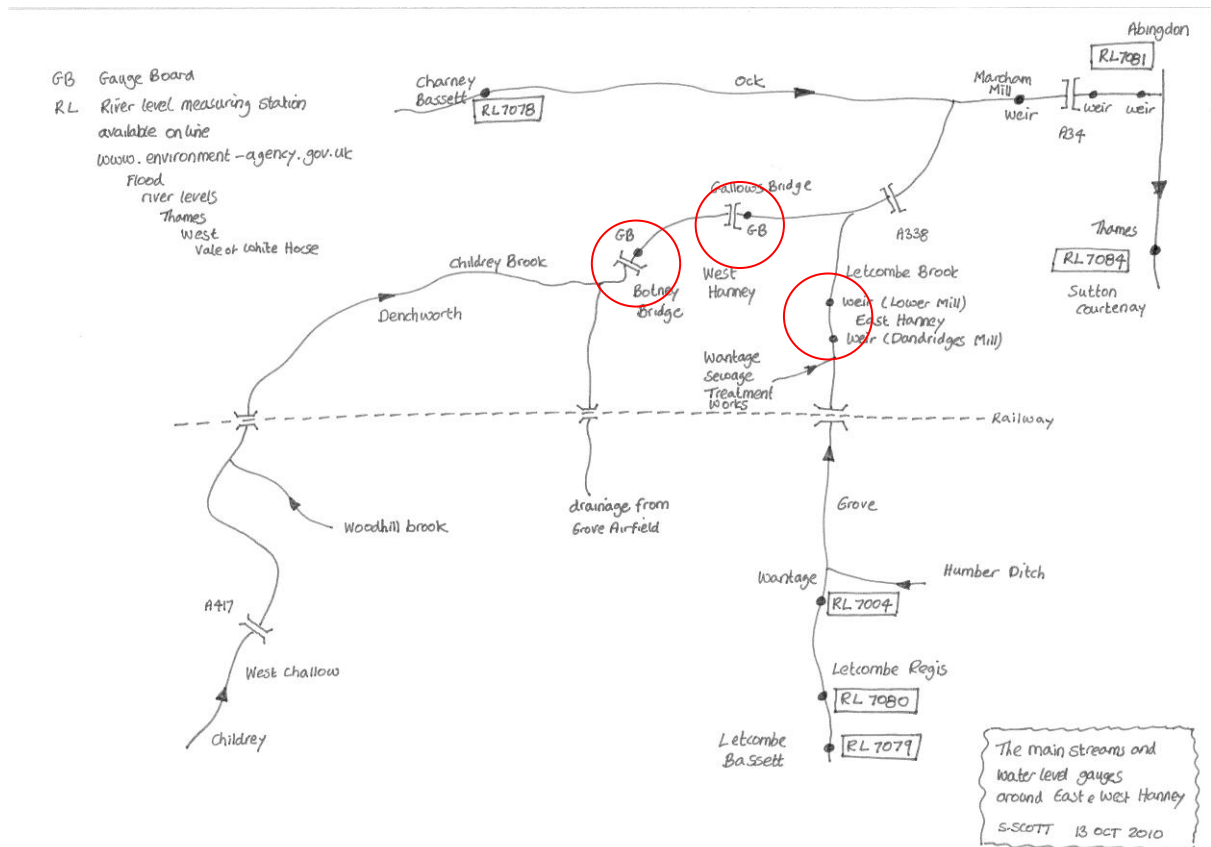 GB Gauge Board
RL River level measuring station
available online
www.environment-agency.gov.uk
Flood
river levels
Thames
West
Vale of White Horse
Charney
Bassett
RL7078
Ock
Marcham
Mill
weir
A34
weir
weir
Abingdon
RL7081
Thames
RL7084
Sutton
Courtenay
Gallows Bridge
GB
West
Hanney
A338
GB
Botney
Bridge
Childrey Brook
Denchworth
Letcombe Brook
weir (Lower Mill)
East Hanney
weir (Dandridges Mill)
Wantage
Sewage
Treatment
Works
Railway
Woodhill brook
drainage from
Grove Airfield
Grove
Humber Ditch
Wantage
RL7004
A417
West Challow
Childrey
Letcombe Regis
RL 7080
Letcombe
Bassett
RL7079
The main streams and
water level gauges
around East & West Hanney
S.SCOTT 13 OCT 2010